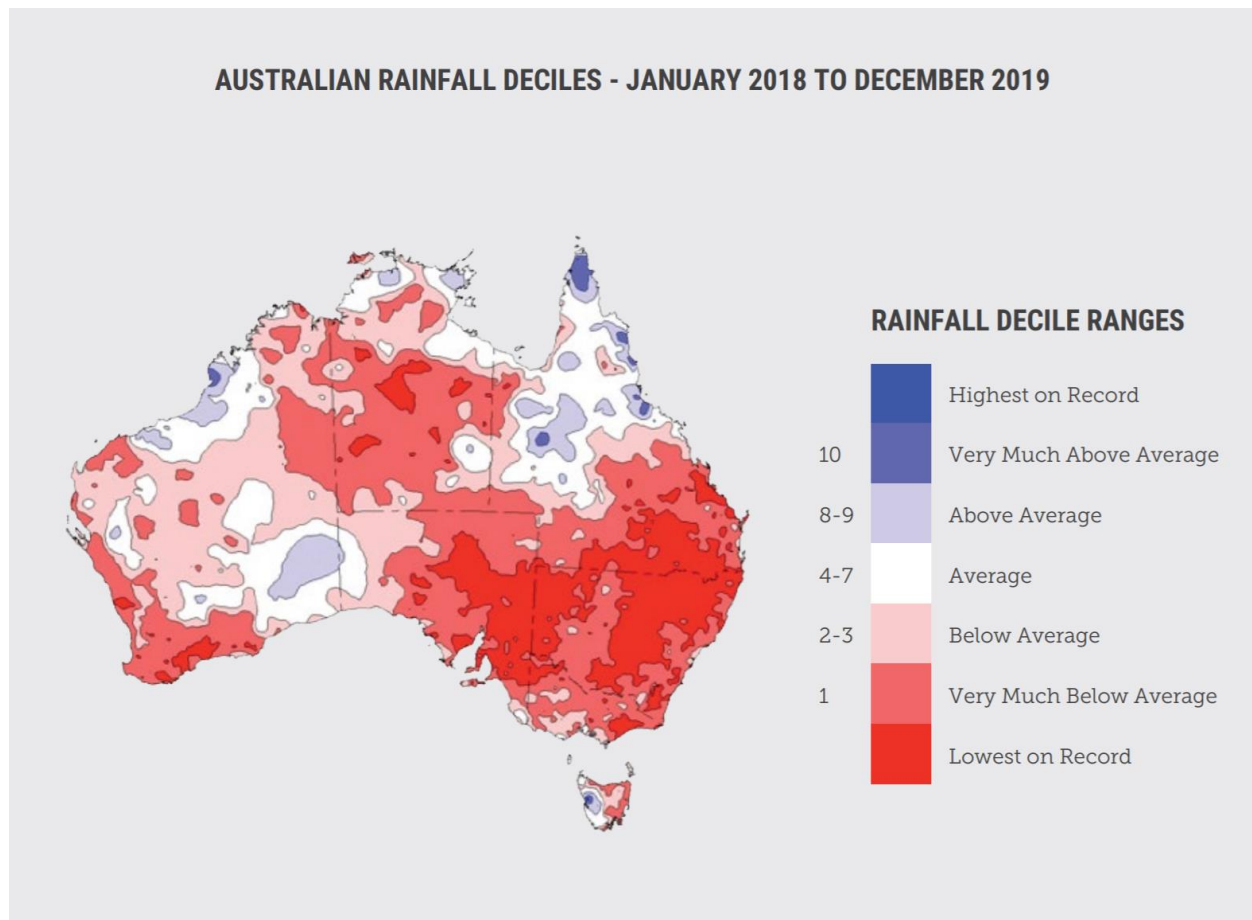 AUSTRALIAN RAINFALL DECILES - JANUARY 2018 TO DECEMBER 2019
RAINFALL DECILE RANGES
Highest on Record
10 Very Much Above Average
8-9 Above Average
4-7 Average
2-3 Below Average
1 Very Much Below Average
Lowest on Record